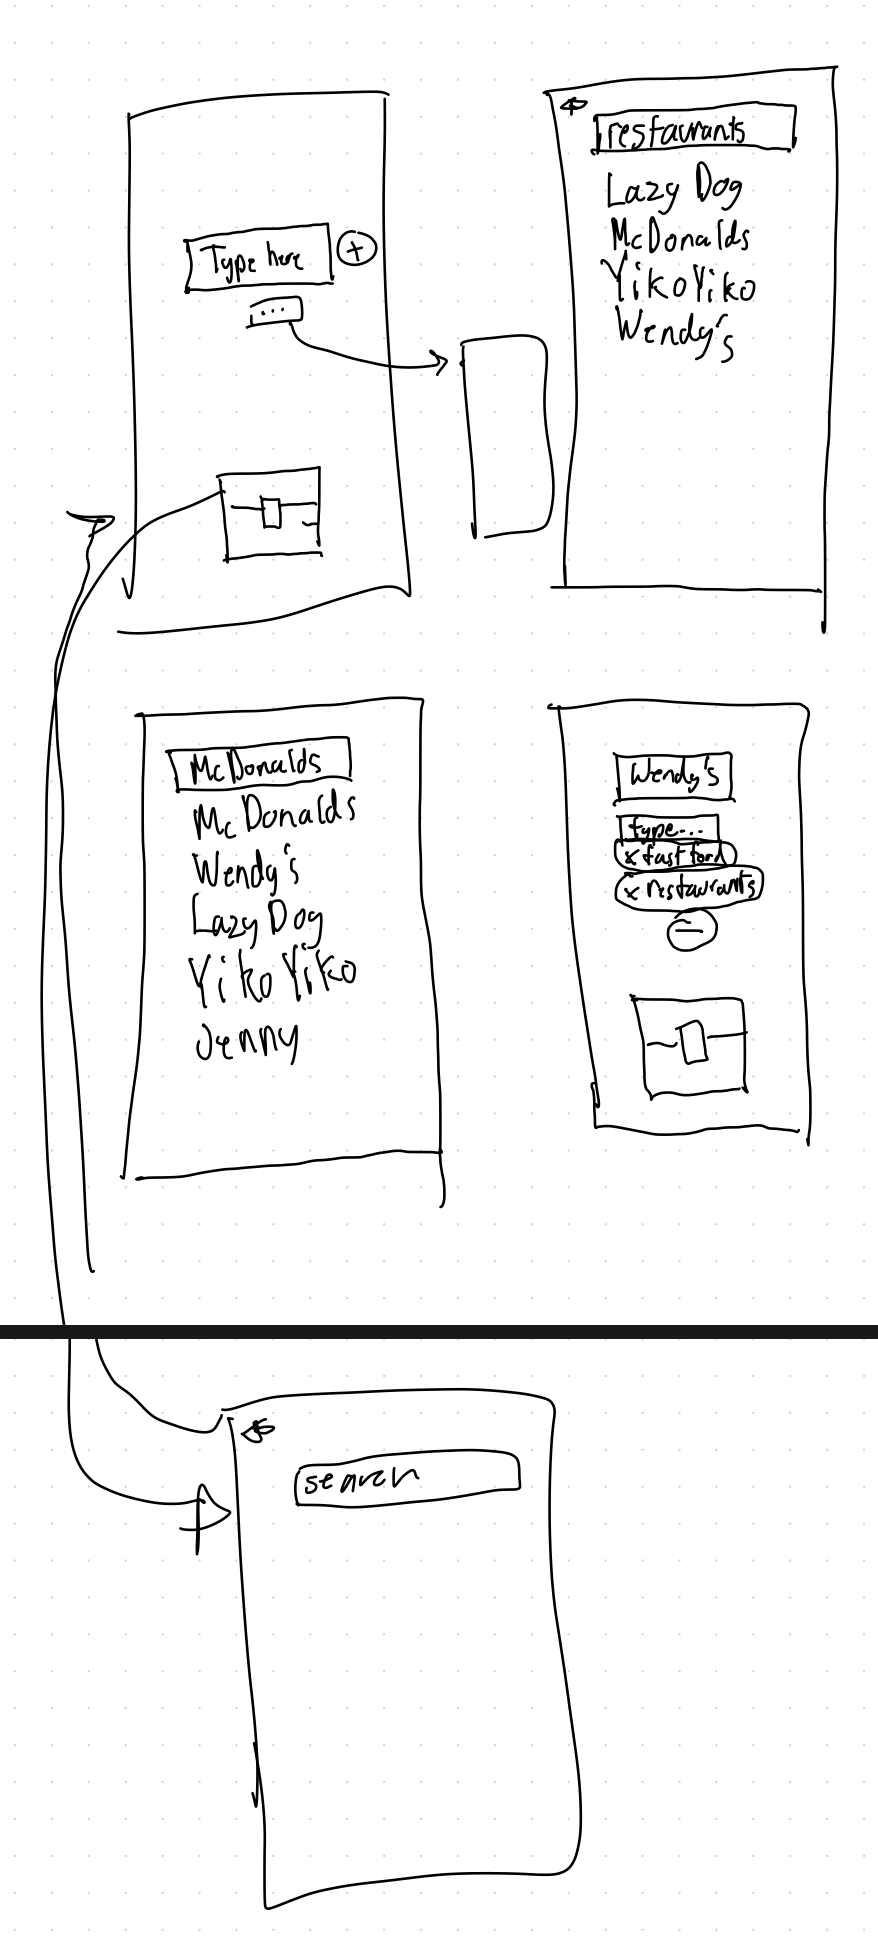 Type here
...
restaurants
Lazy Dog
McDonalds
YikoYiko
Wendy's
McDonalds
McDonalds
Wendy's
Lazy Dog
Yiko Yiko
Jenny
Wendy's
type...
x fast food
x restaurants
search